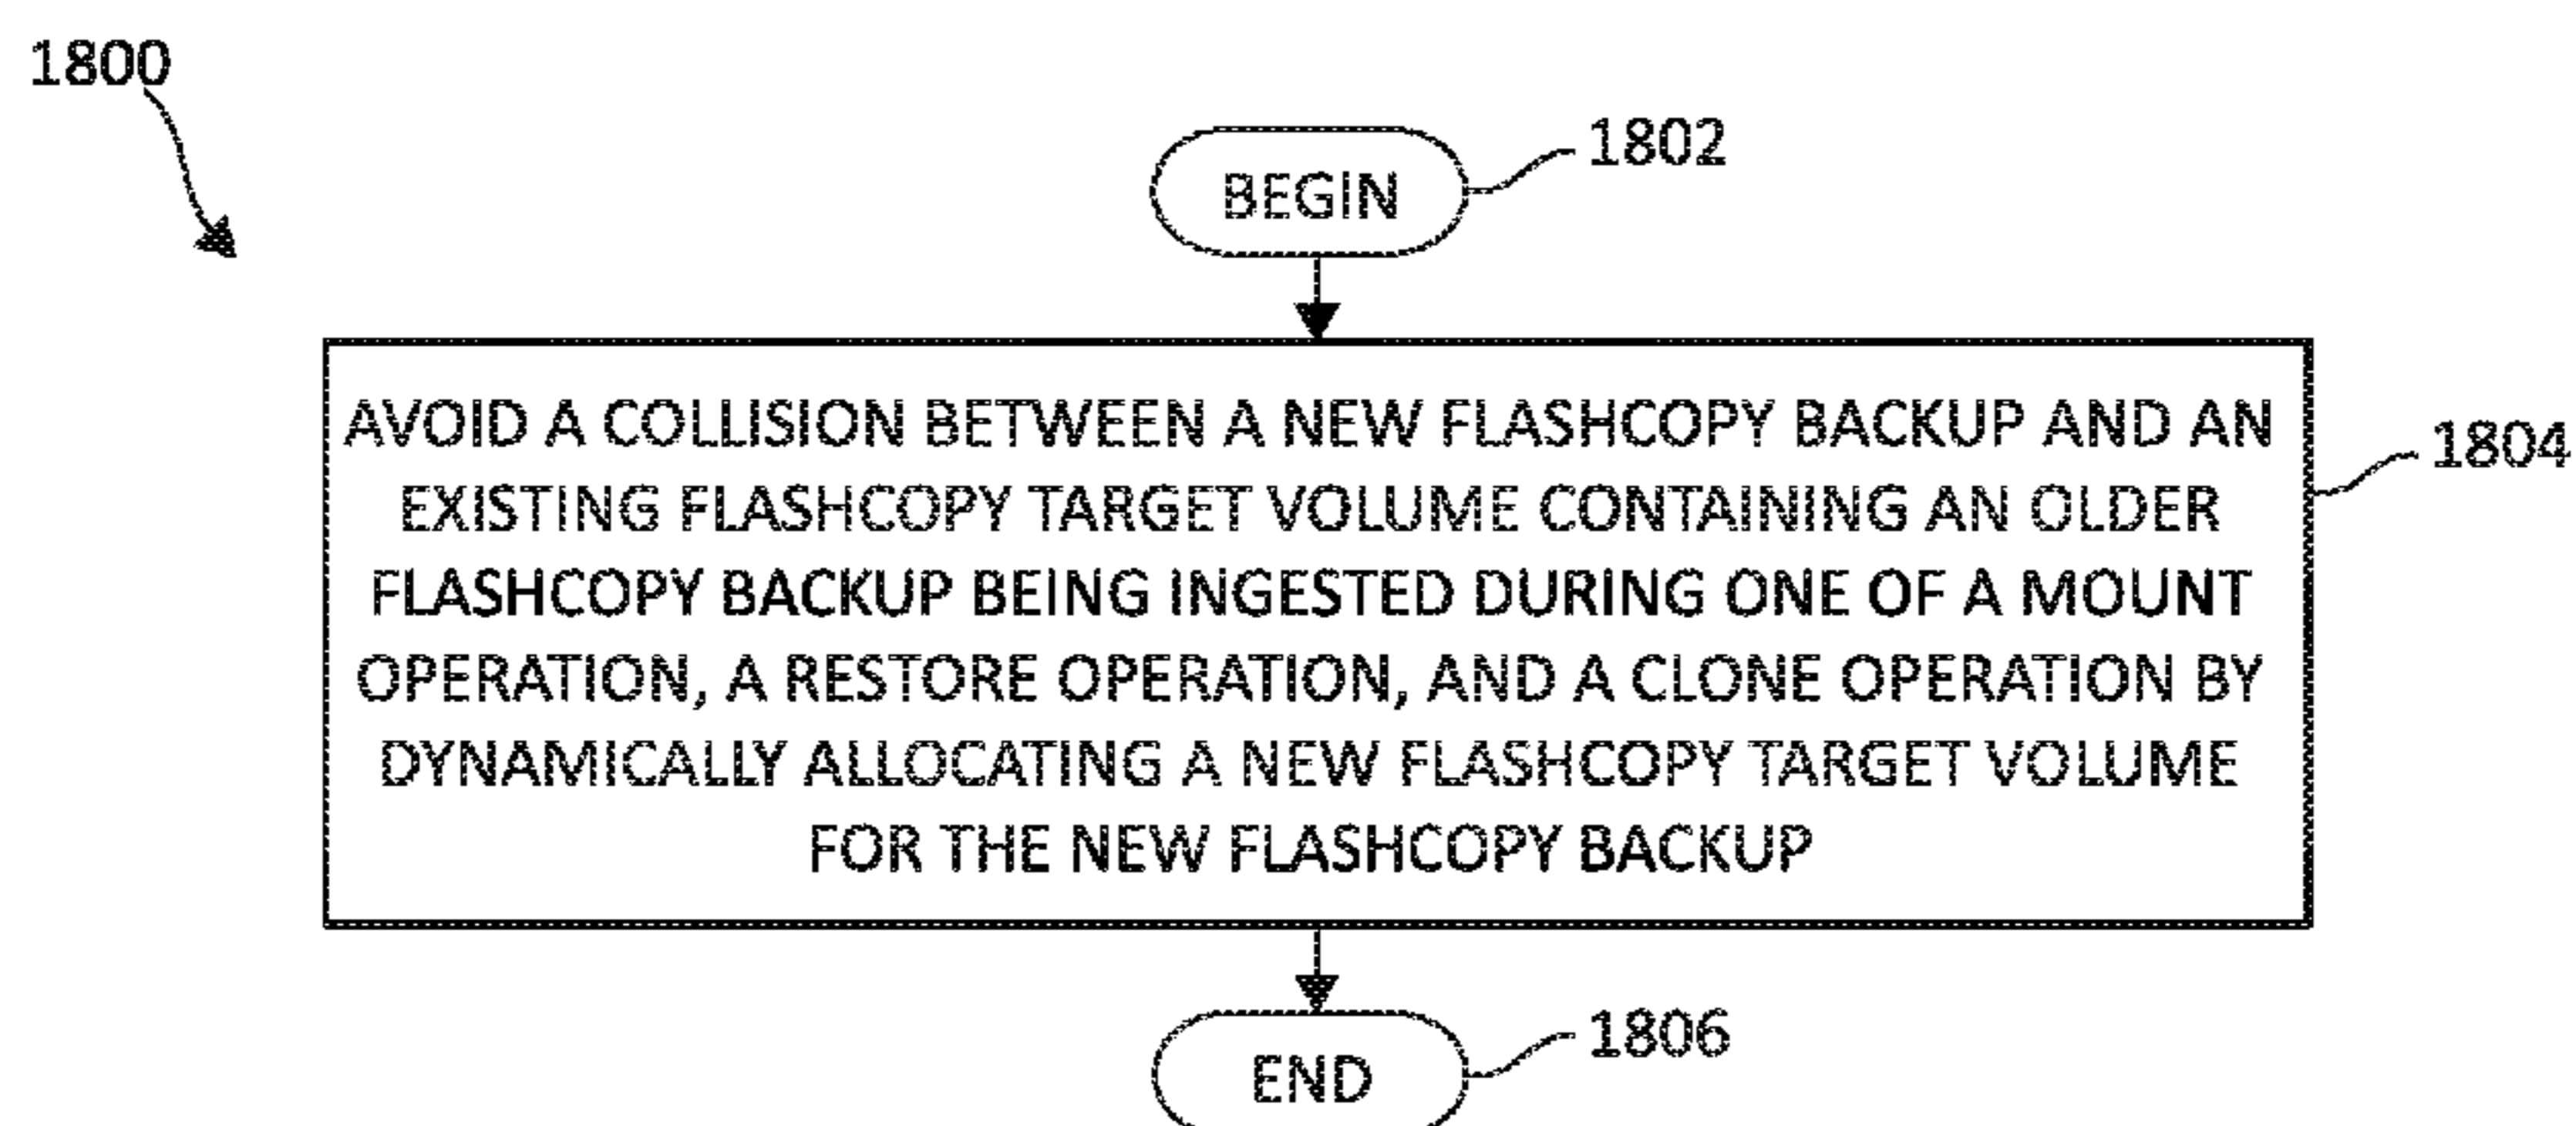 1800
BEGIN
1802
AVOID A COLLISION BETWEEN A NEW FLASHCOPY BACKUP AND AN
EXISTING FLASHCOPY TARGET VOLUME CONTAINING AN OLDER
FLASHCOPY BACKUP BEING INGESTED DURING ONE OF A MOUNT
OPERATION, A RESTORE OPERATION, AND A CLONE OPERATION BY
DYNAMICALLY ALLOCATING A NEW FLASHCOPY TARGET VOLUME
FOR THE NEW FLASHCOPY BACKUP
1804
END
1806